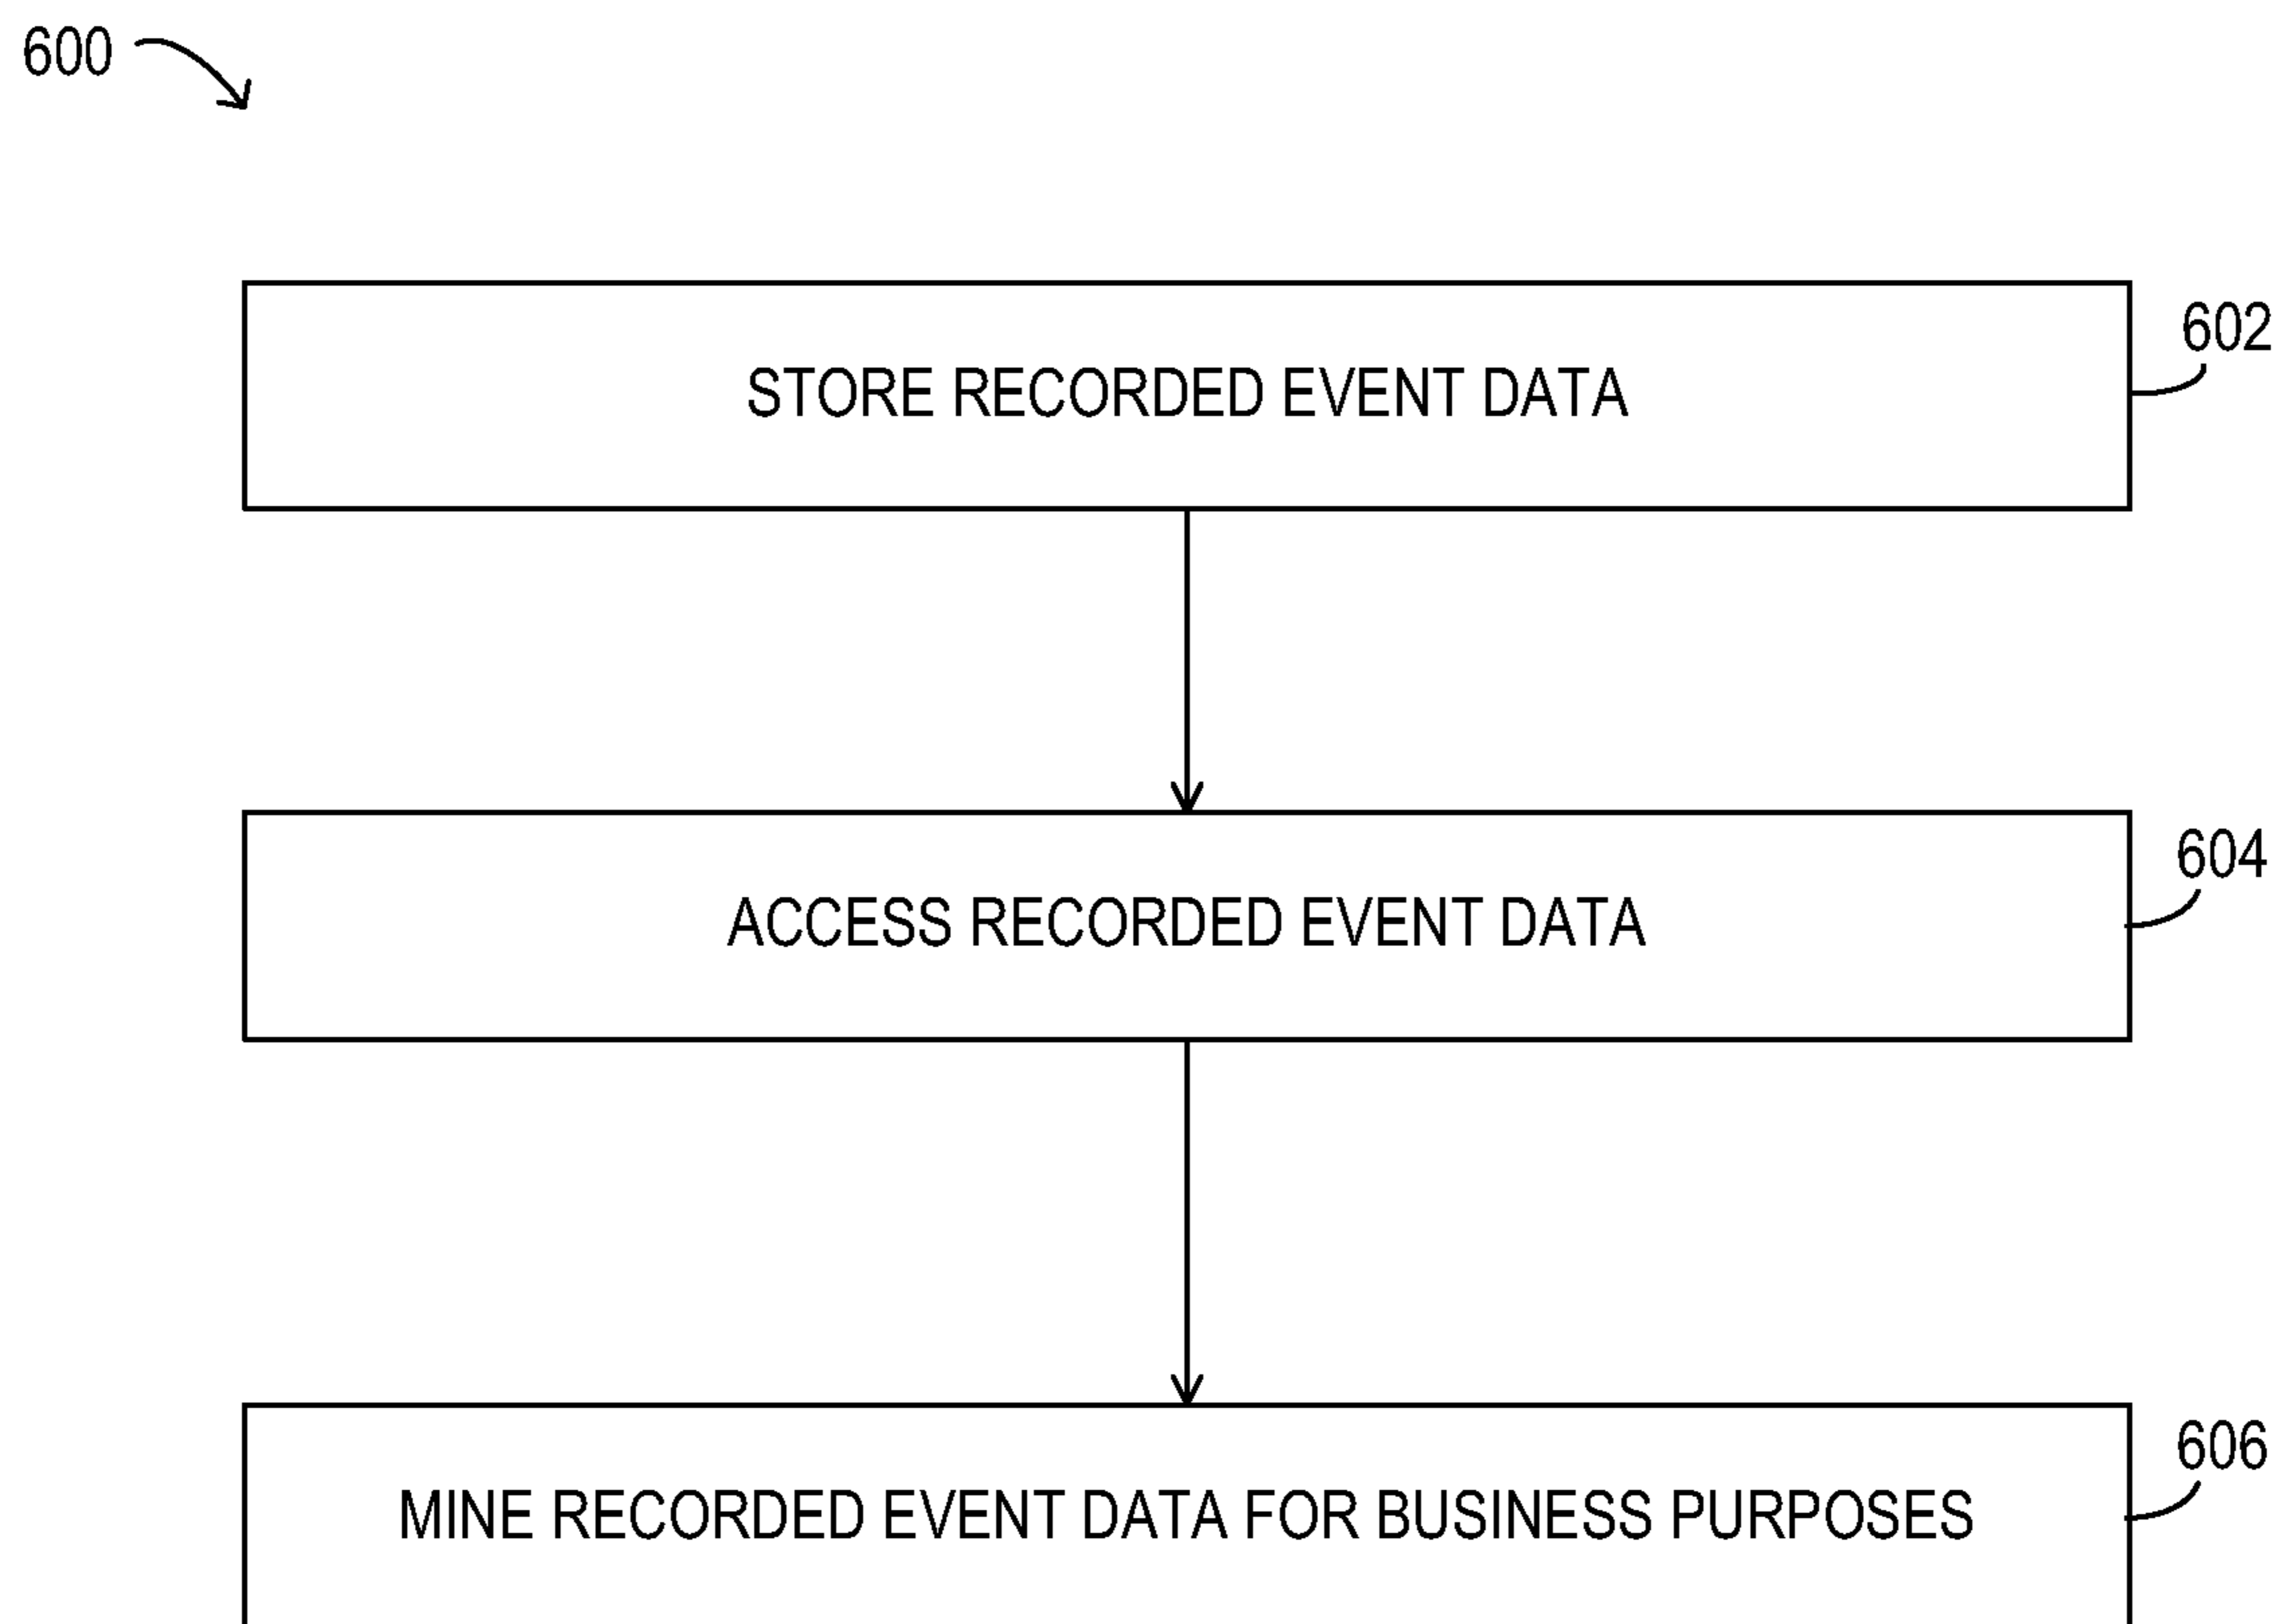 600
602
STORE RECORDED EVENT DATA
604
ACCESS RECORDED EVENT DATA
606
MINE RECORDED EVENT DATA FOR BUSINESS PURPOSES